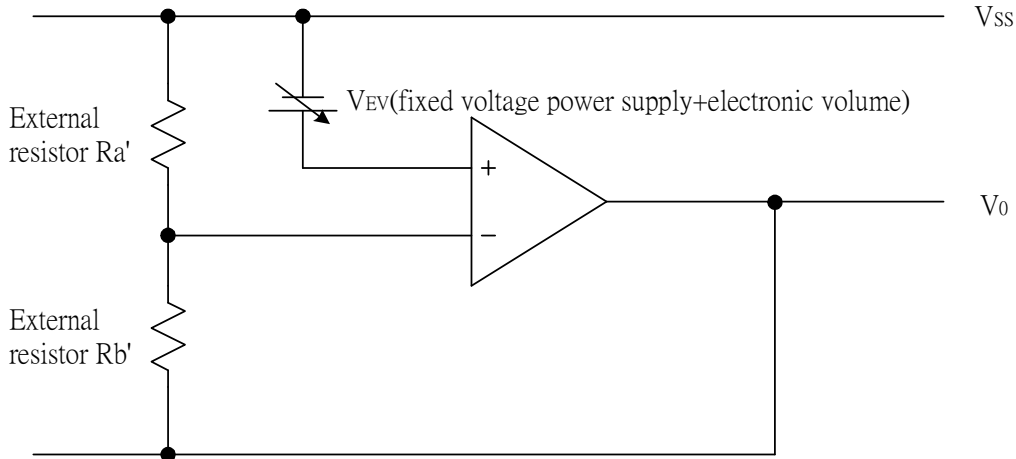 VSS
VEV(fixed voltage power supply+electronic volume)
External
resistor Ra'
+
V0
−
External
resistor Rb'